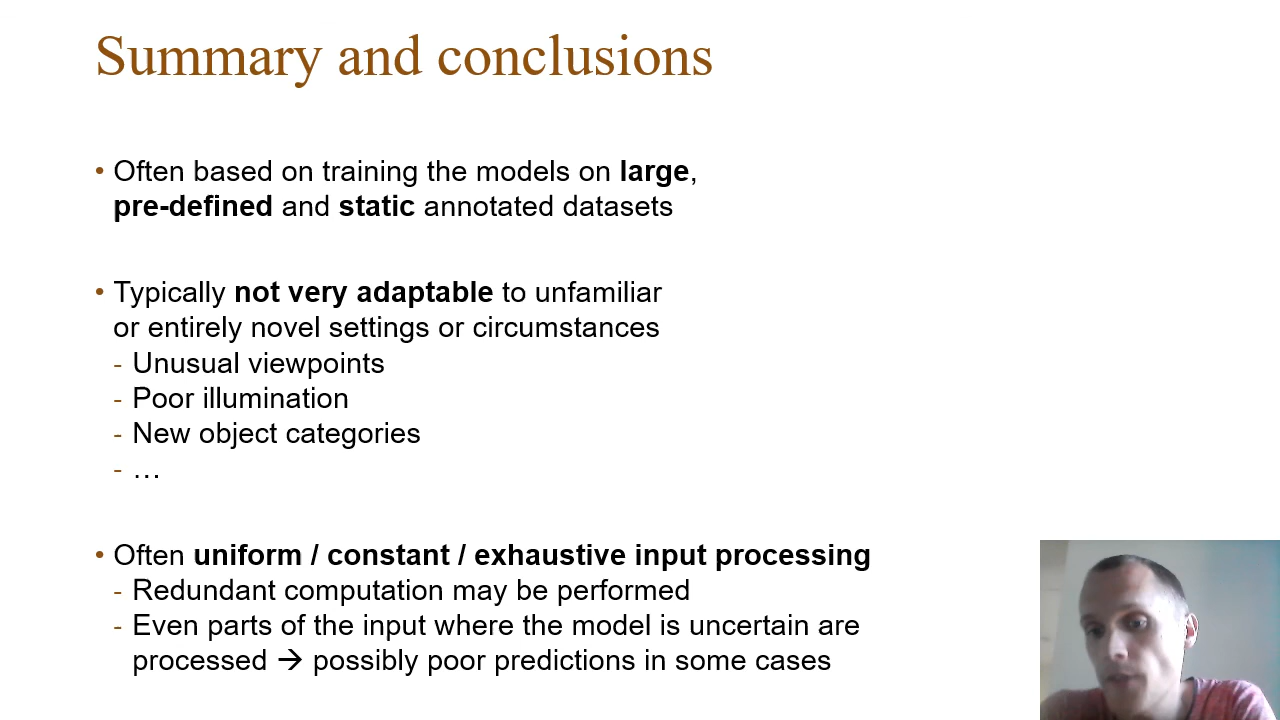 Summary and conclusions
• Often based on training the models on large,
pre-defined and static annotated datasets
• Typically not very adaptable to unfamiliar
or entirely novel settings or circumstances
- Unusual viewpoints
- Poor illumination
- New object categories
- …
• Often uniform / constant / exhaustive input processing
- Redundant computation may be performed
- Even parts of the input where the model is uncertain are
processed → possibly poor predictions in some cases